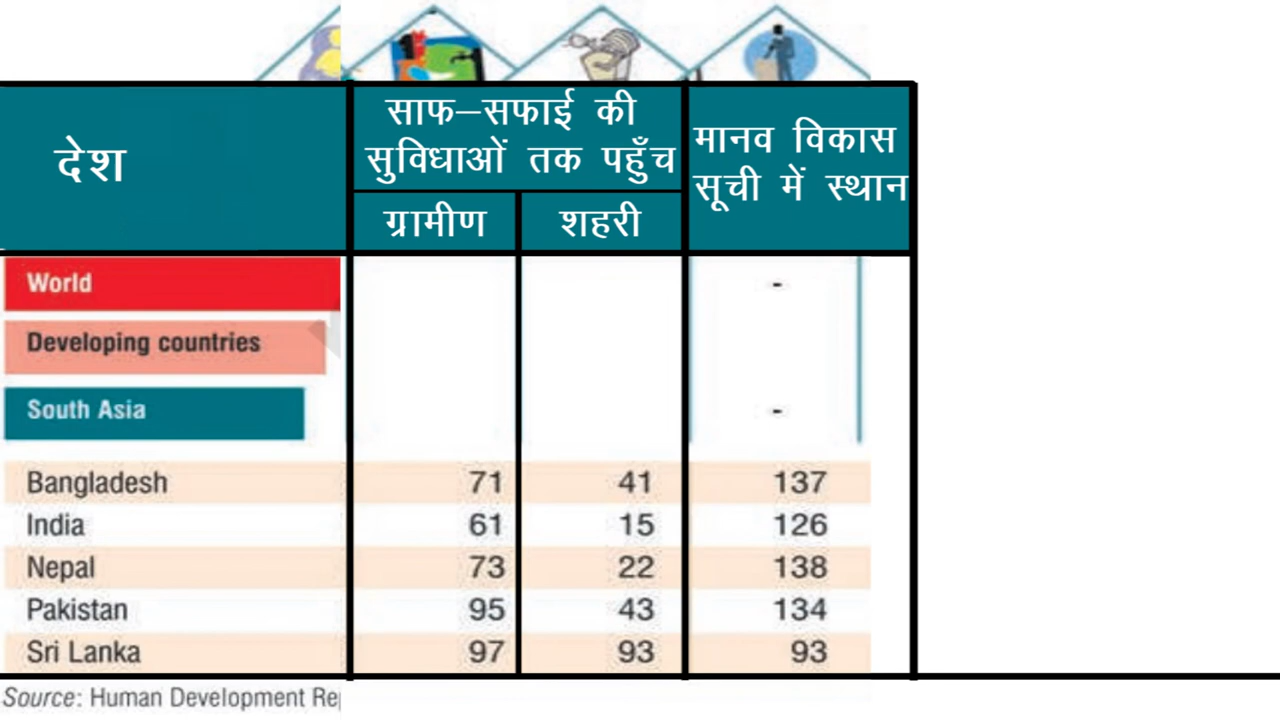 देश
साफ–सफाई की
सुविधाओं तक पहुँच
ग्रामीण शहरी
मानव विकास
सूची में स्थान
World -
Developing countries
South Asia -
Bangladesh 71 41 137
India 61 15 126
Nepal 73 22 138
Pakistan 95 43 134
Sri Lanka 97 93 93
Source: Human Development